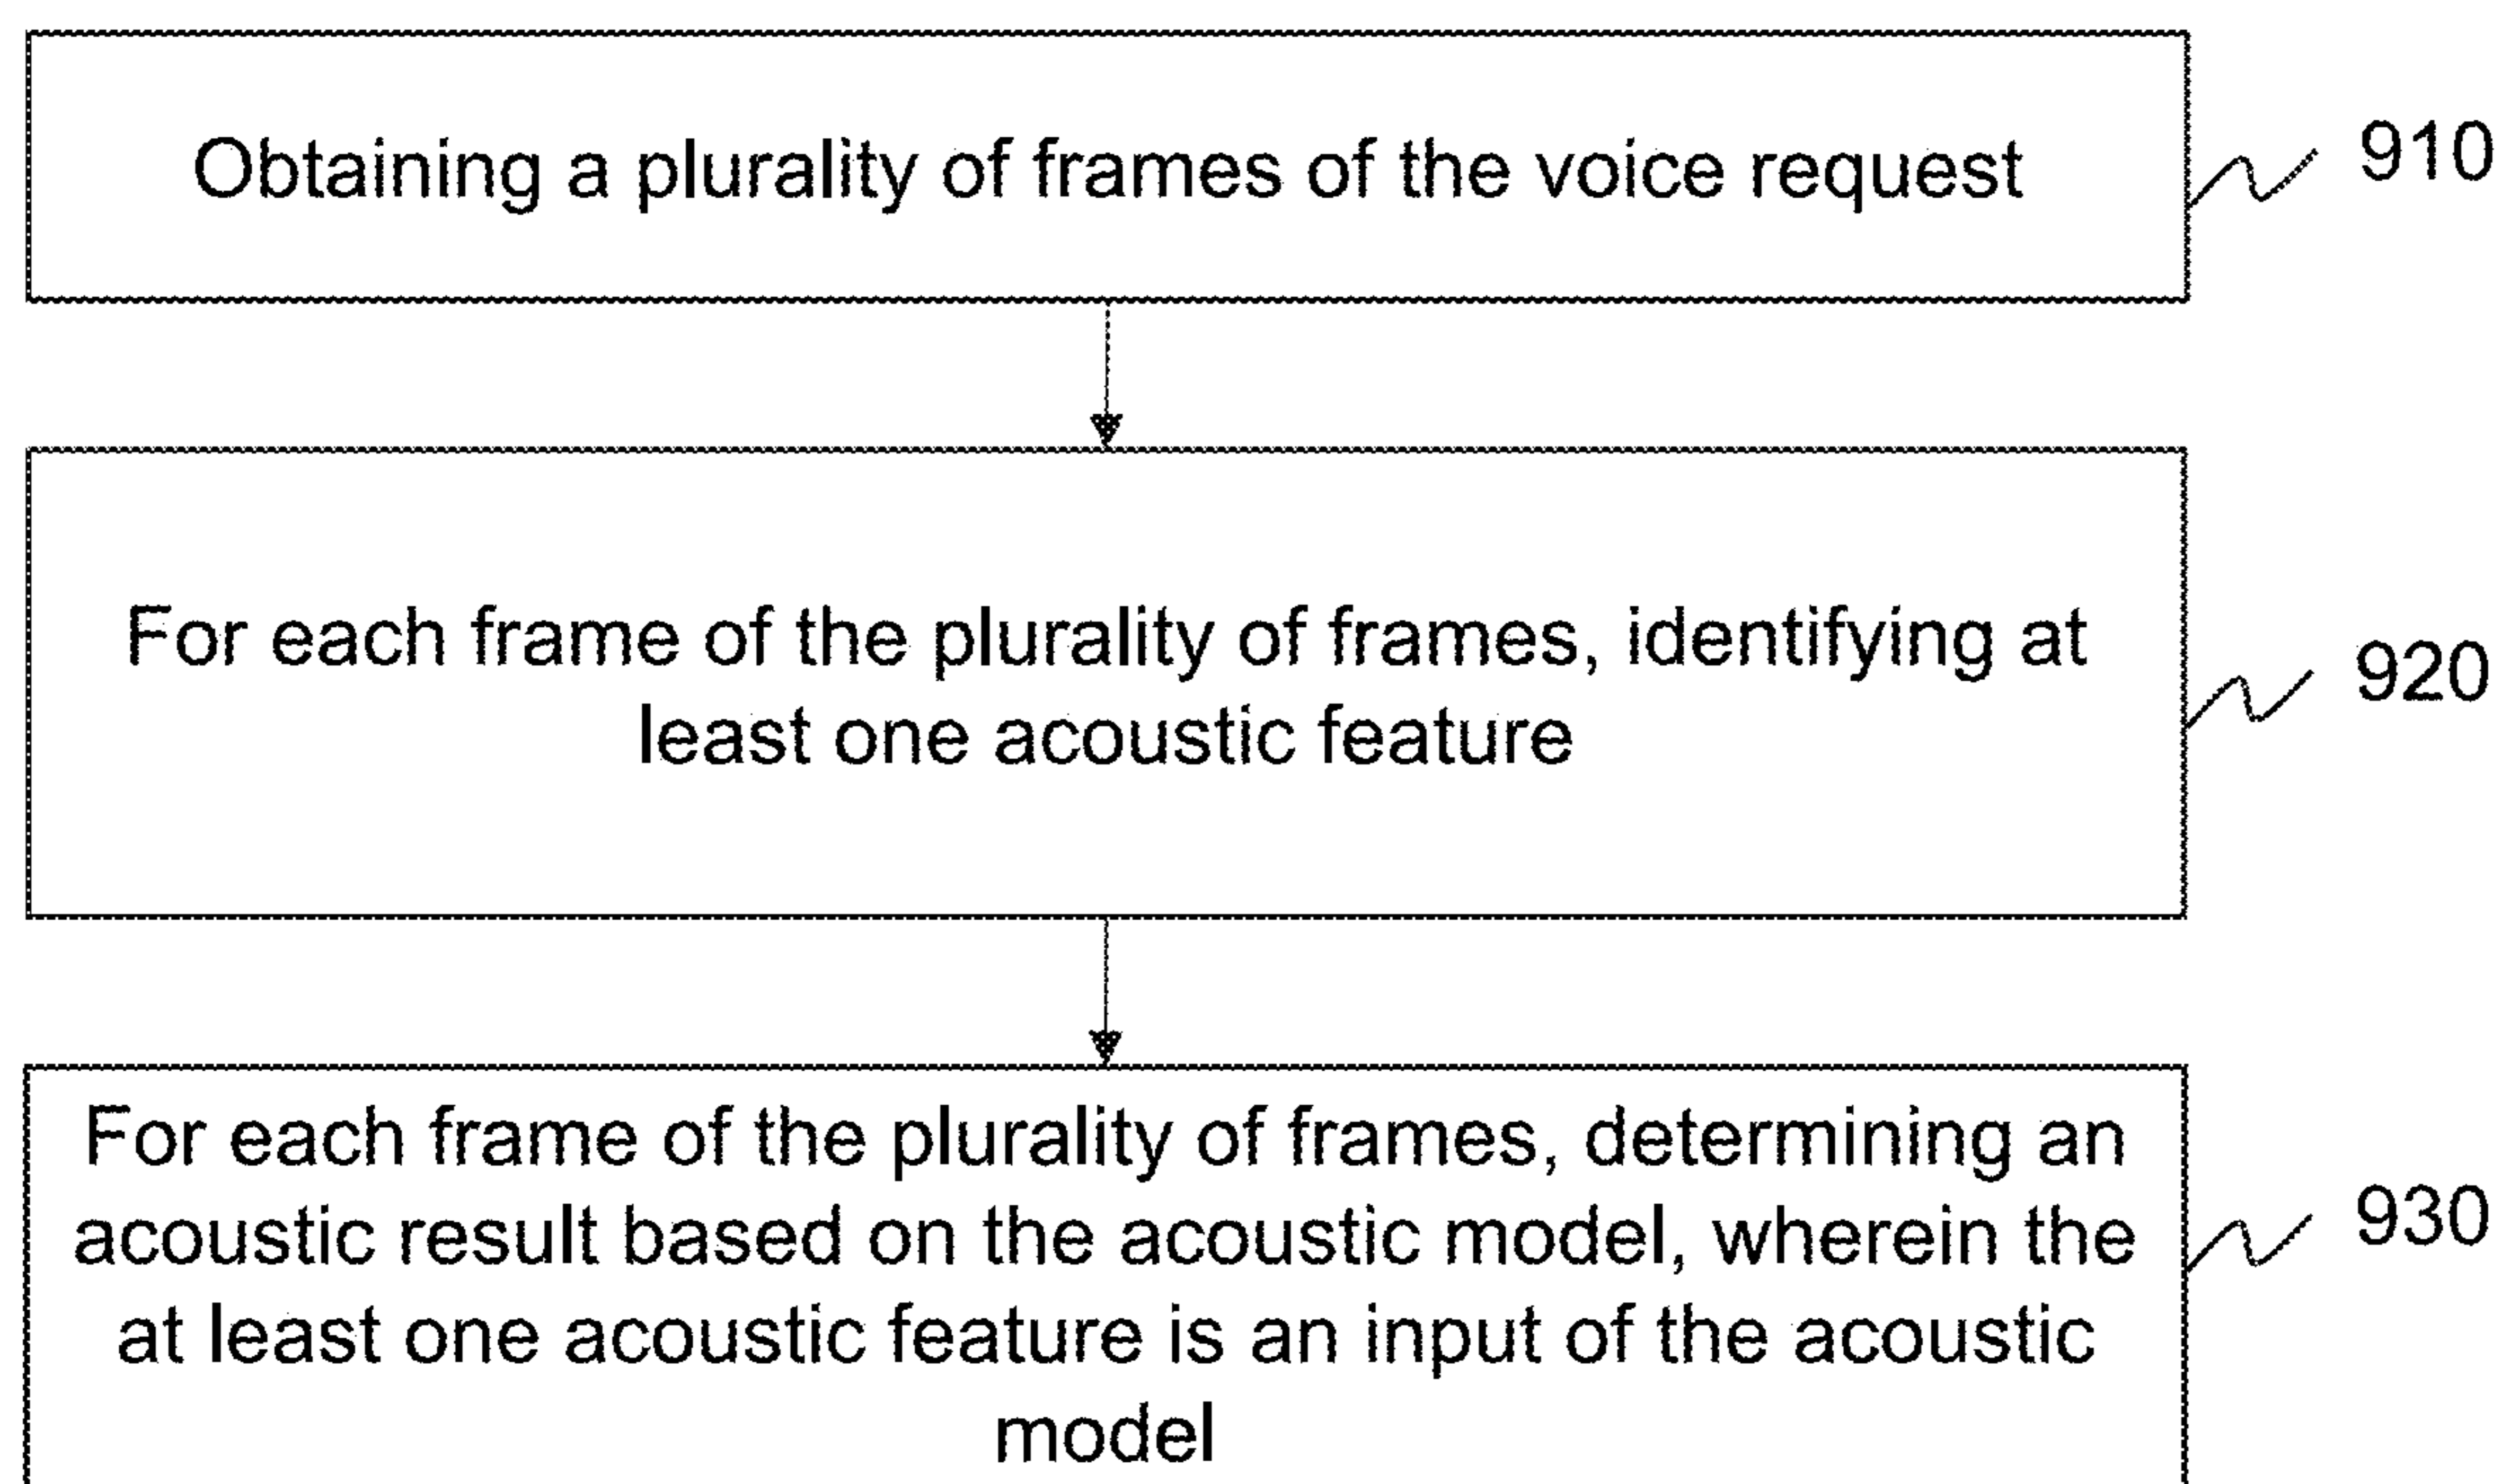 Obtaining a plurality of frames of the voice request
910
For each frame of the plurality of frames, identifying at
least one acoustic feature
920
For each frame of the plurality of frames, determining an
acoustic result based on the acoustic model, wherein the
at least one acoustic feature is an input of the acoustic
model
930